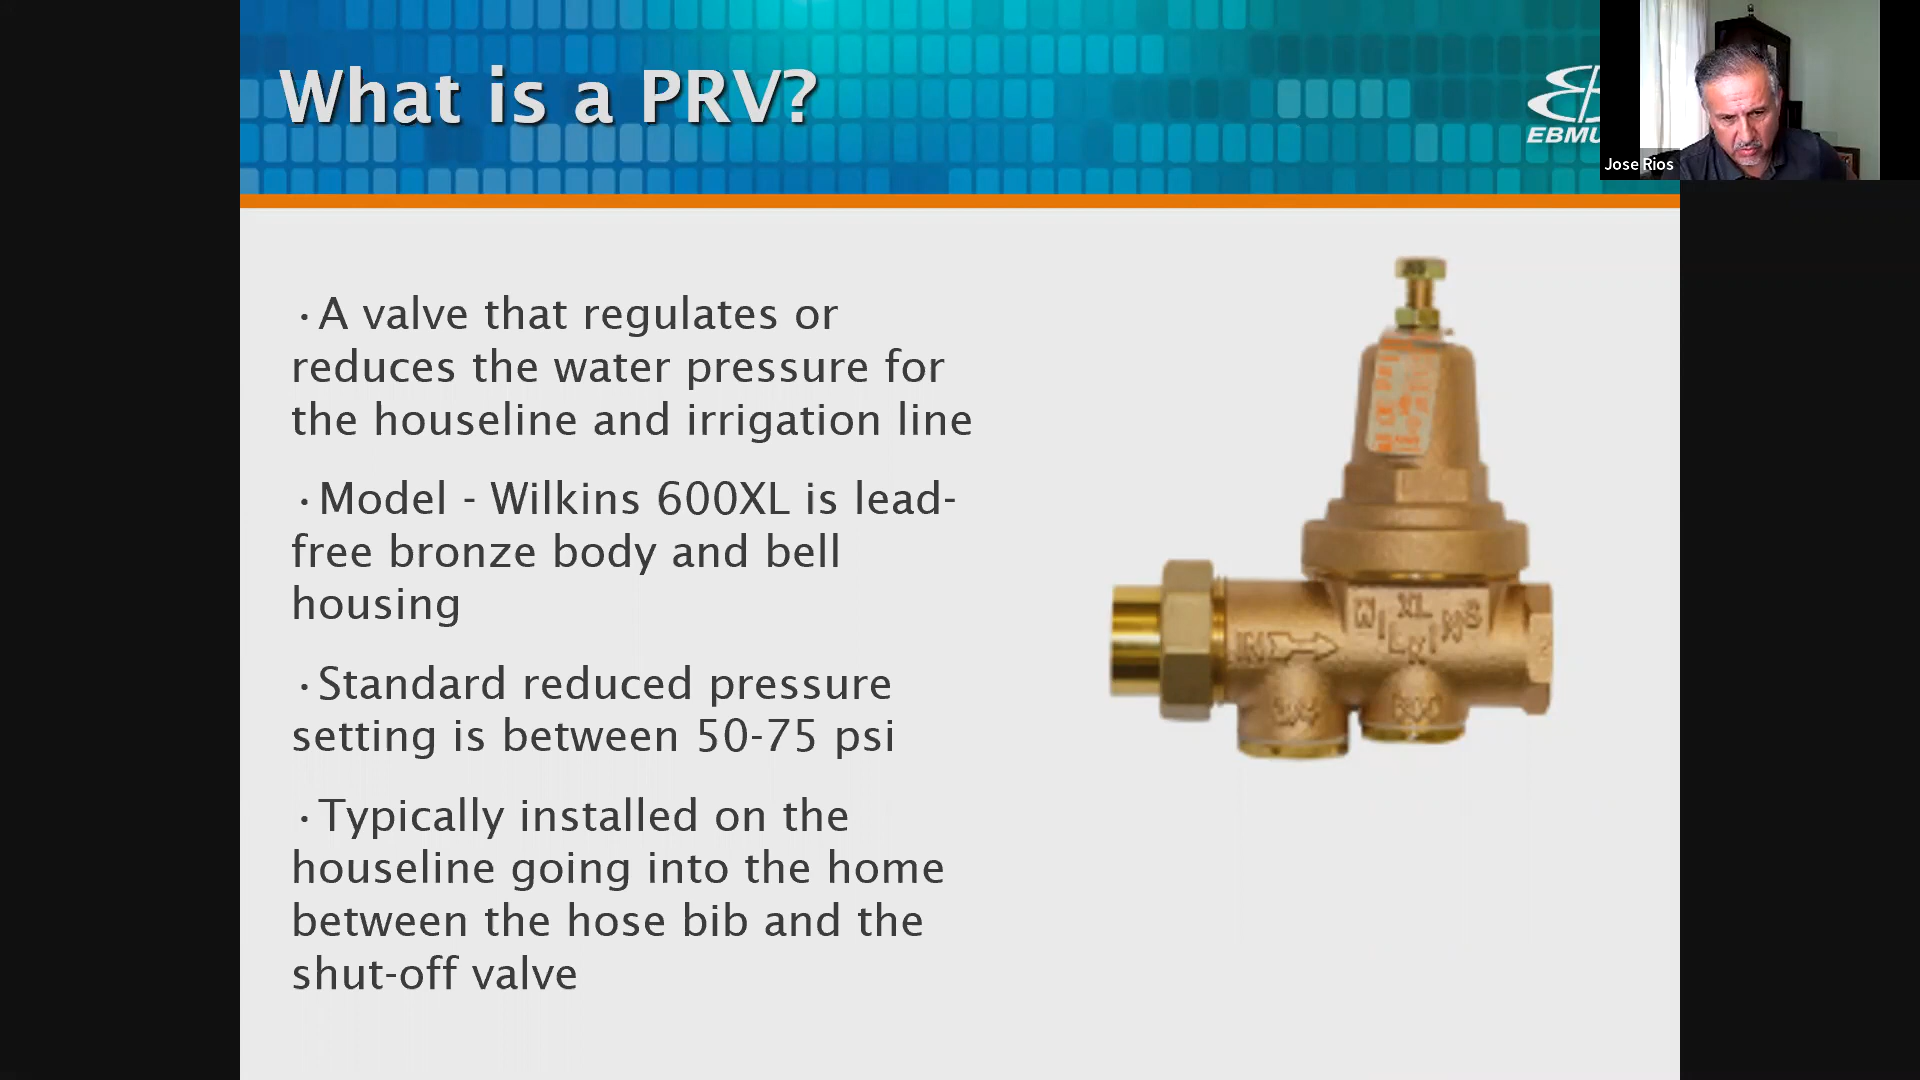 What is a PRV?
EBMU
Jose Rios
•A valve that regulates or
reduces the water pressure for
the houseline and irrigation line
•Model - Wilkins 600XL is lead-
free bronze body and bell
housing
•Standard reduced pressure
setting is between 50-75 psi
•Typically installed on the
houseline going into the home
between the hose bib and the
shut-off valve
XL
WILKINS
IN
3/4